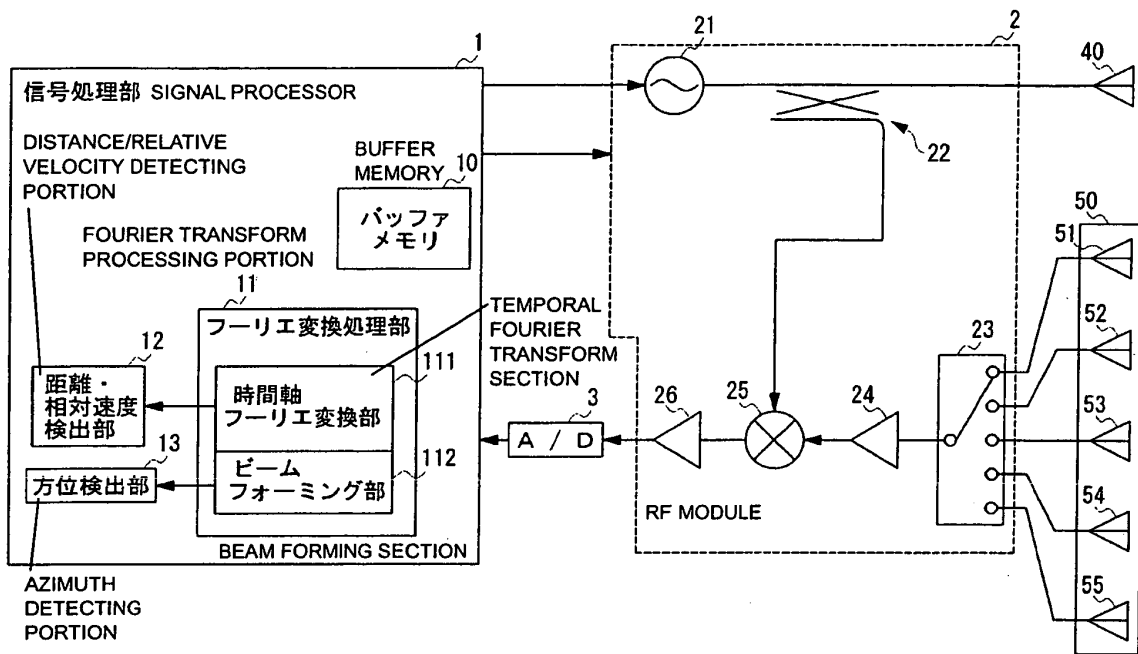 1
信号処理部 SIGNAL PROCESSOR
DISTANCE/RELATIVE
VELOCITY DETECTING
PORTION
BUFFER
MEMORY
10
バッファ
メモリ
FOURIER TRANSFORM
PROCESSING PORTION
11
フーリエ変換処理部
TEMPORAL
FOURIER
TRANSFORM
SECTION
12
距離・
相対速度
検出部
111
時間軸
フーリエ変換部
13
方位検出部
112
ビーム
フォーミング部
BEAM FORMING SECTION
AZIMUTH
DETECTING
PORTION
3
A / D
2
21
22
23
24
25
26
RF MODULE
40
50
51
52
53
54
55